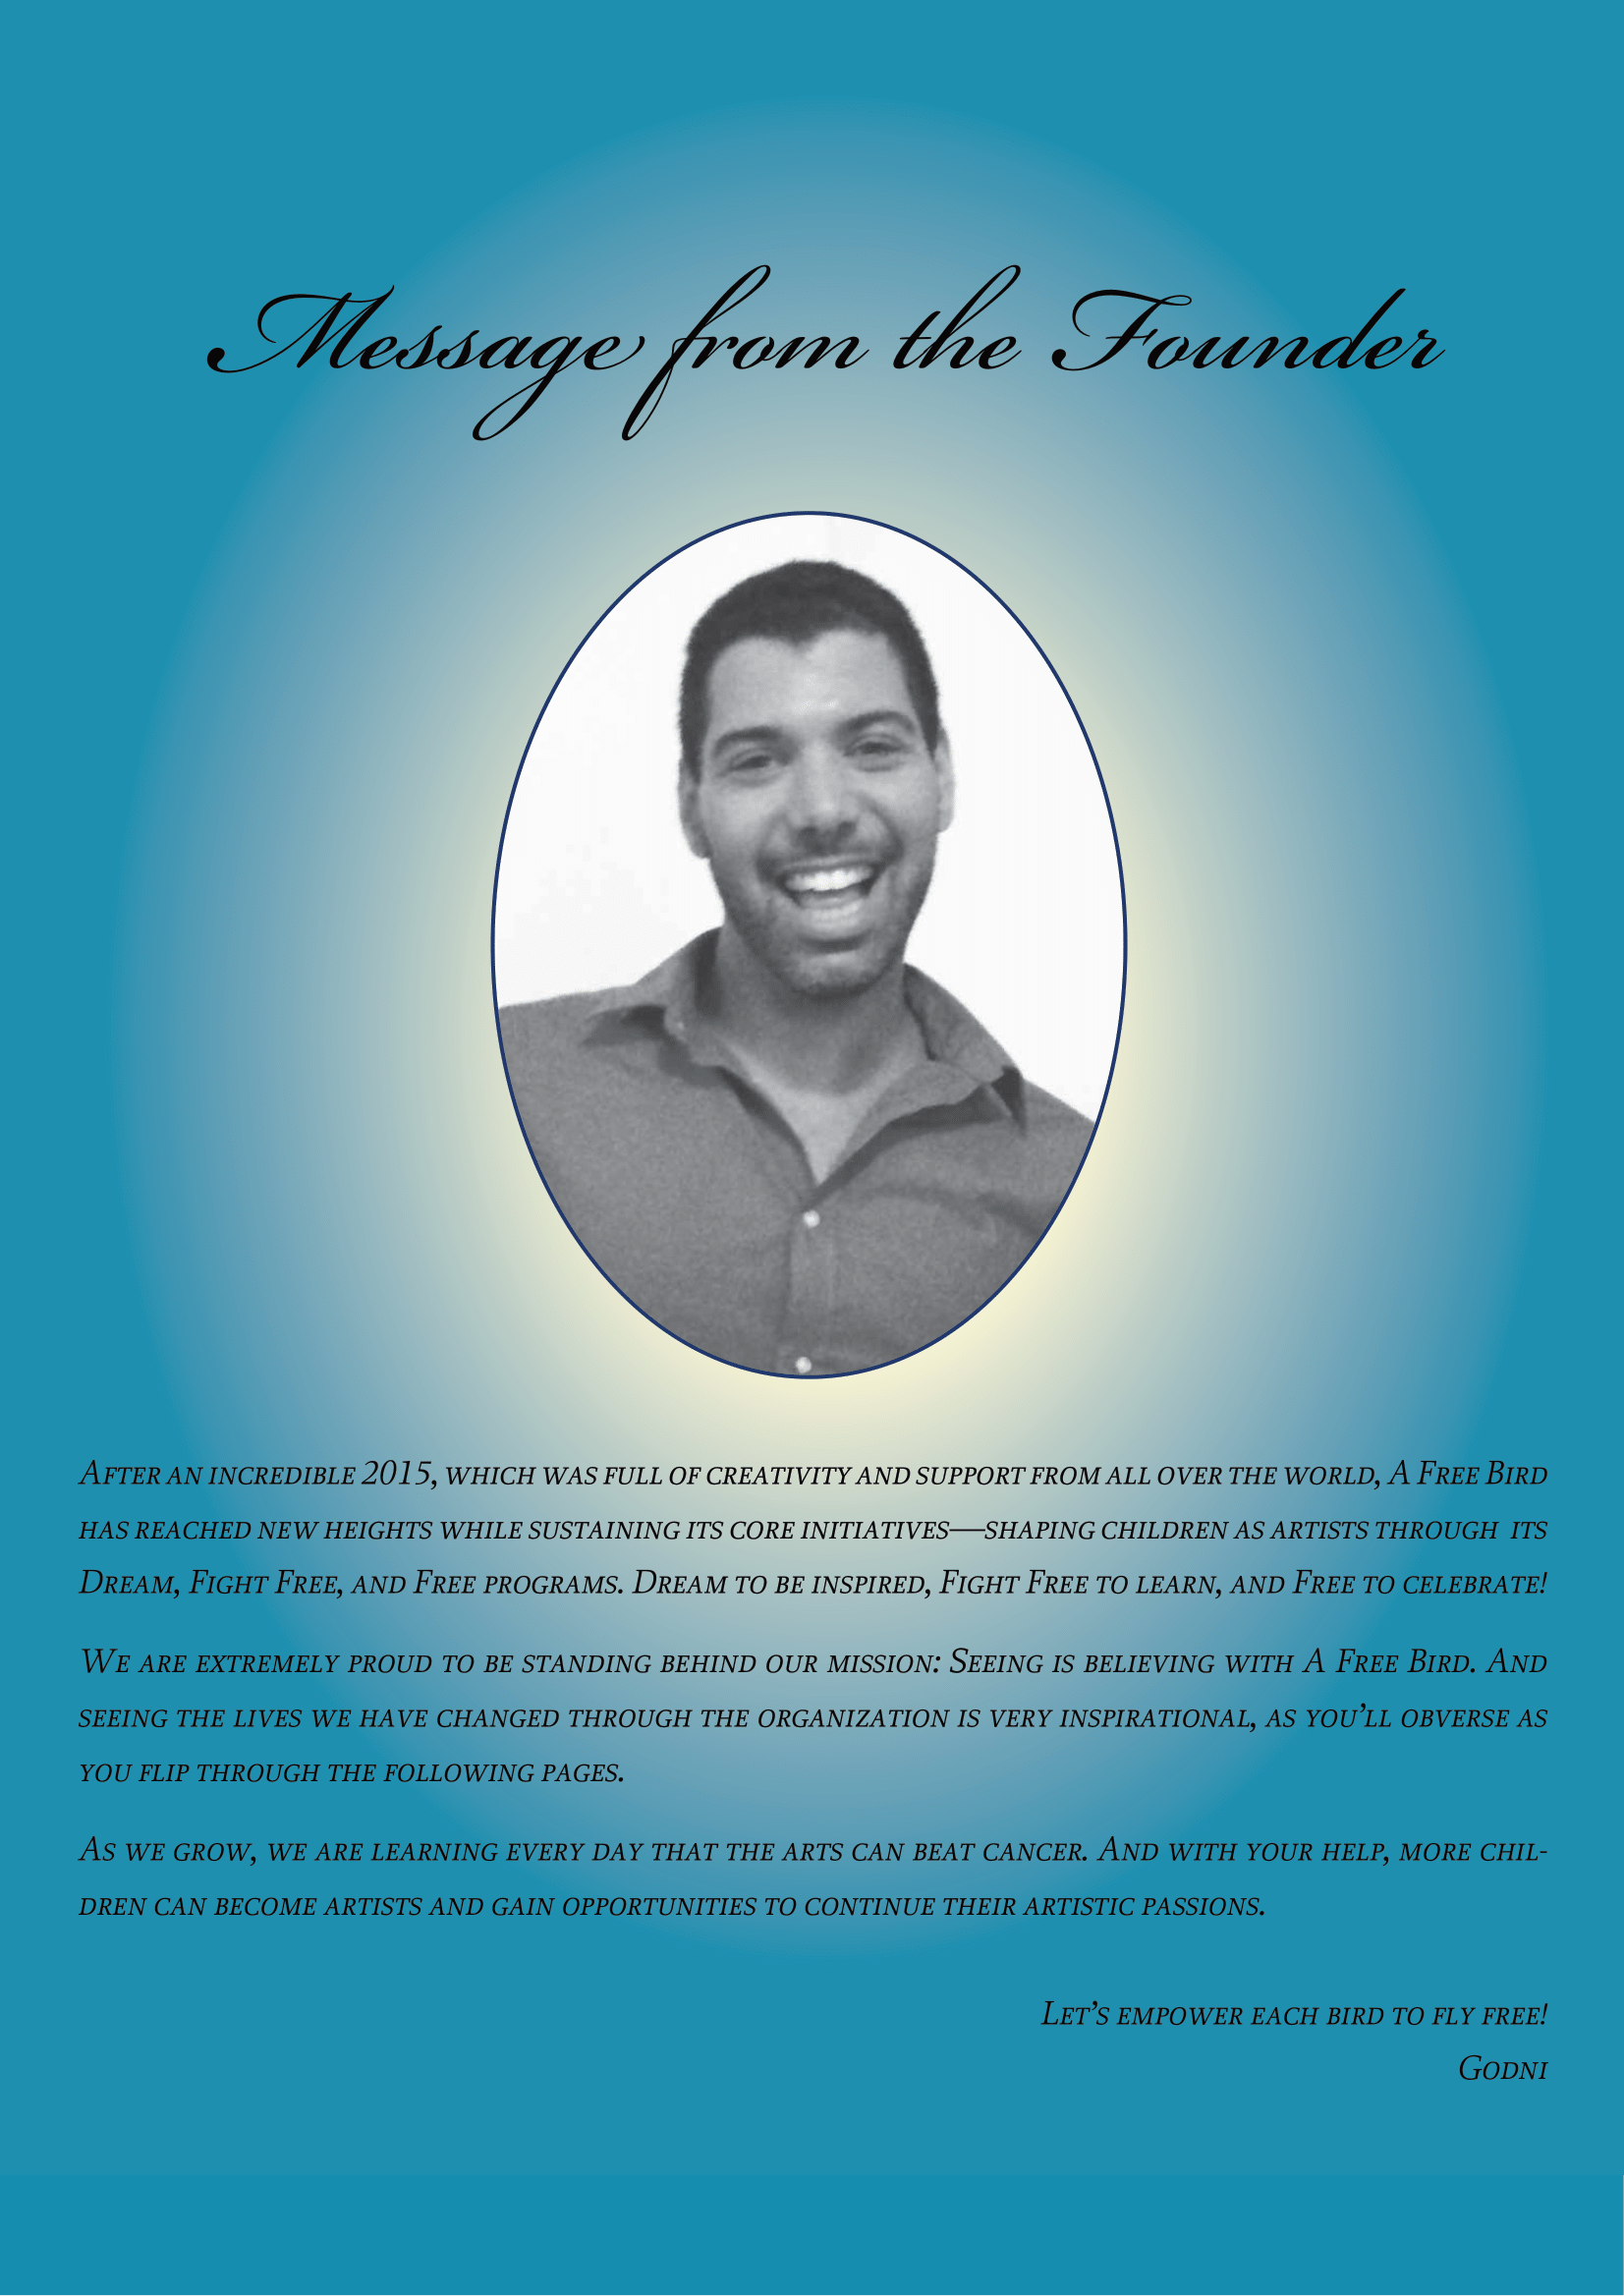 Message from the Founder
After an incredible 2015, which was full of creativity and support from all over the world, A Free Bird
has reached new heights while sustaining its core initiatives—shaping children as artists through its
Dream, Fight Free, and Free programs. Dream to be inspired, Fight Free to learn, and Free to celebrate!
We are extremely proud to be standing behind our mission: Seeing is believing with A Free Bird. And
seeing the lives we have changed through the organization is very inspirational, as you’ll obverse as
you flip through the following pages.
As we grow, we are learning every day that the arts can beat cancer. And with your help, more chil-
dren can become artists and gain opportunities to continue their artistic passions.
Let’s empower each bird to fly free!
Godni